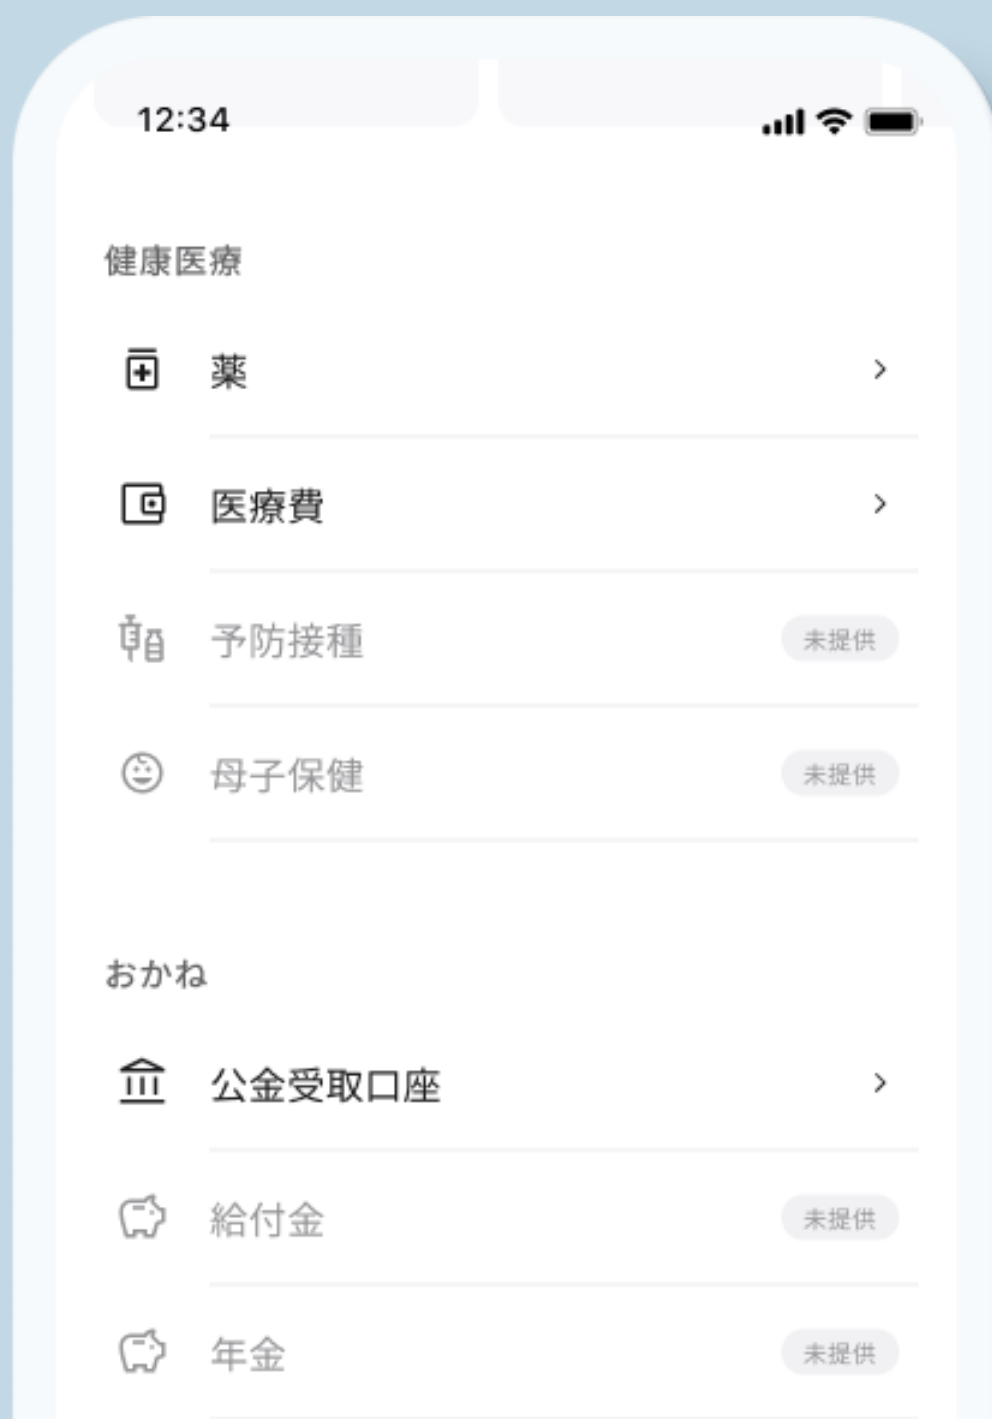 12:34
健康医療
薬
医療費
予防接種 未提供
母子保健 未提供
おかね
公金受取口座
給付金 未提供
年金 未提供